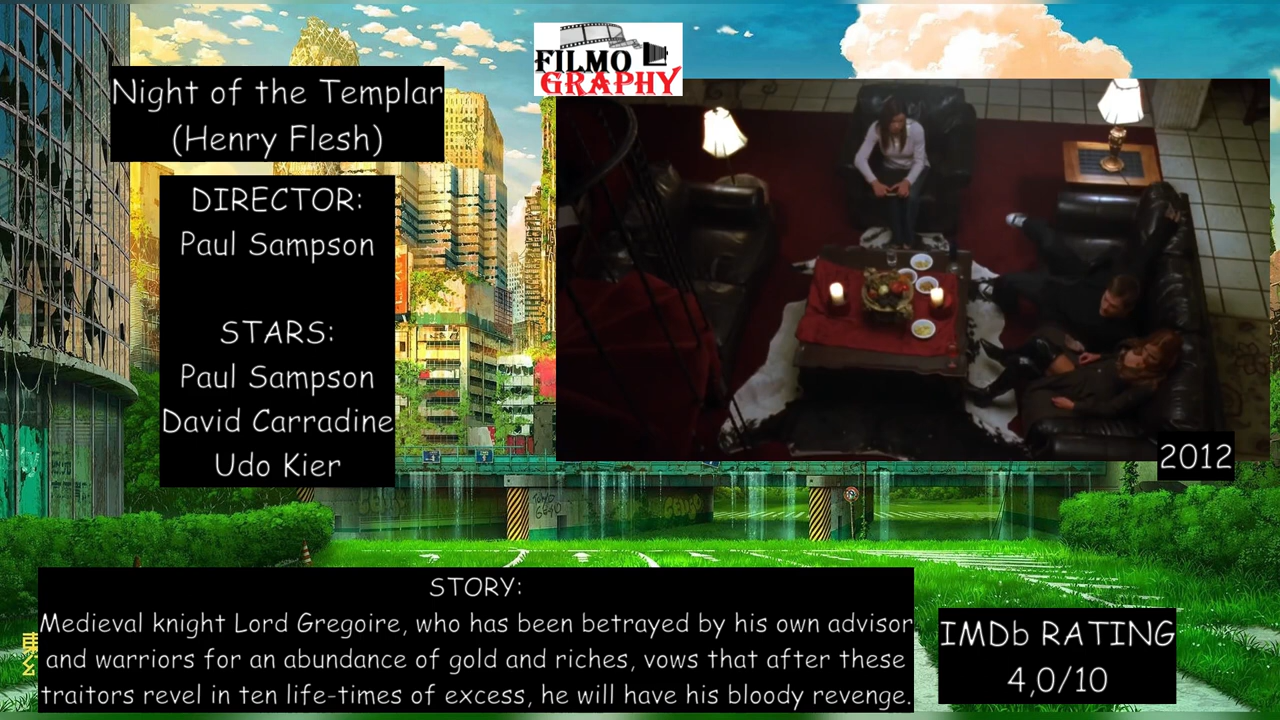 FILMO
GRAPHY
Night of the Templar
(Henry Flesh)
DIRECTOR:
Paul Sampson
STARS:
Paul Sampson
David Carradine
Udo Kier
2012
STORY:
Medieval knight Lord Gregoire, who has been betrayed by his own advisor
and warriors for an abundance of gold and riches, vows that after these
traitors revel in ten life-times of excess, he will have his bloody revenge.
IMDb RATING
4,0/10